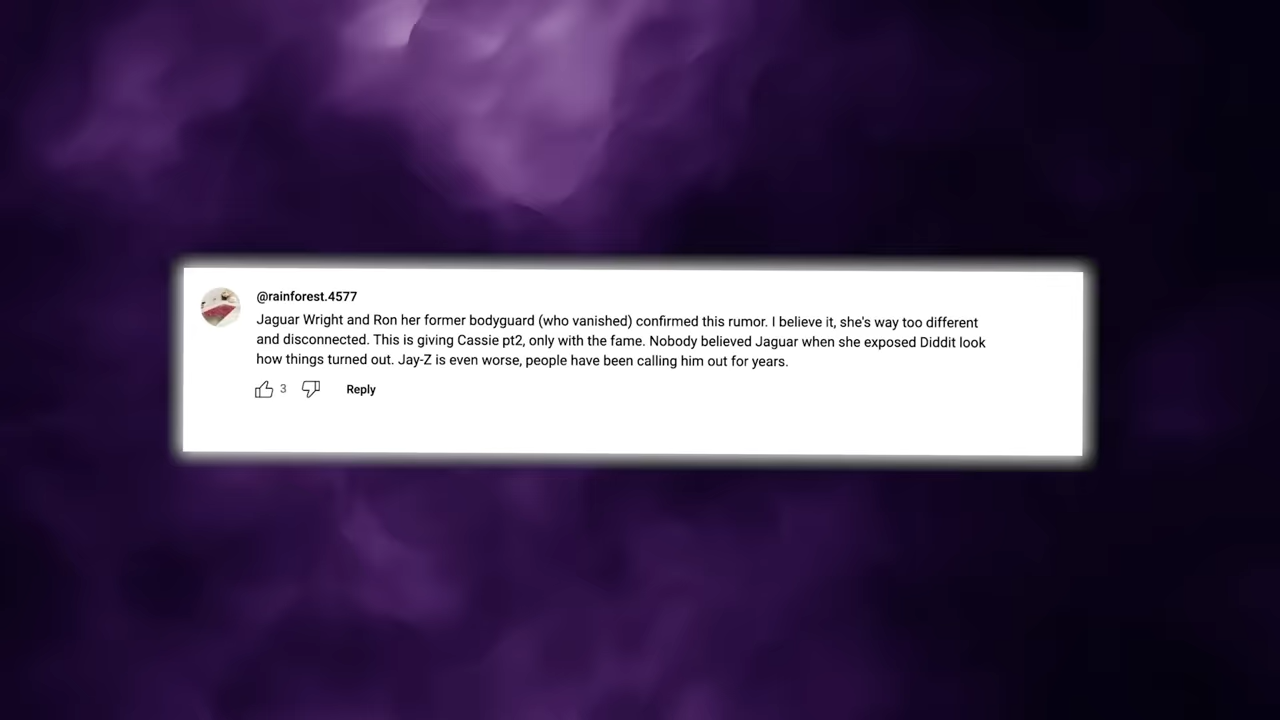 @rainforest.4577
Jaguar Wright and Ron her former bodyguard (who vanished) confirmed this rumor. I believe it, she's way too different
and disconnected. This is giving Cassie pt2, only with the fame. Nobody believed Jaguar when she exposed Diddit look
how things turned out. Jay-Z is even worse, people have been calling him out for years.
3 Reply